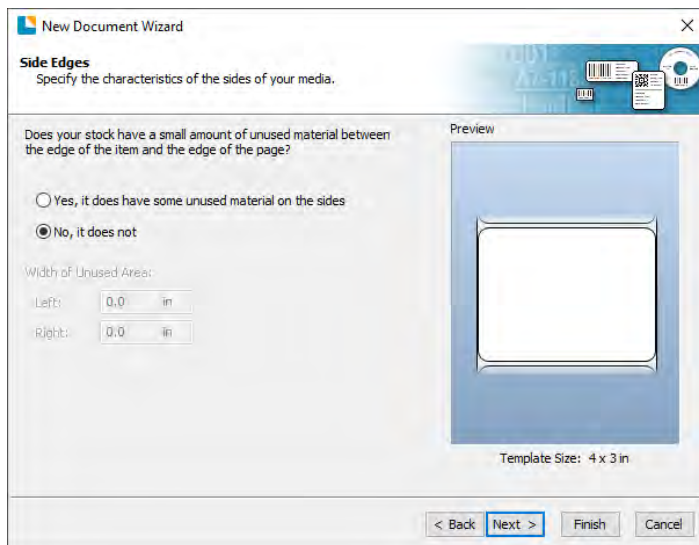 New Document Wizard
Side Edges
Specify the characteristics of the sides of your media.
Does your stock have a small amount of unused material between
the edge of the item and the edge of the page?
Preview
Yes, it does have some unused material on the sides
No, it does not
Width of Unused Area:
Left: 0.0 in
Right: 0.0 in
Template Size: 4 x 3 in
< Back Next > Finish Cancel